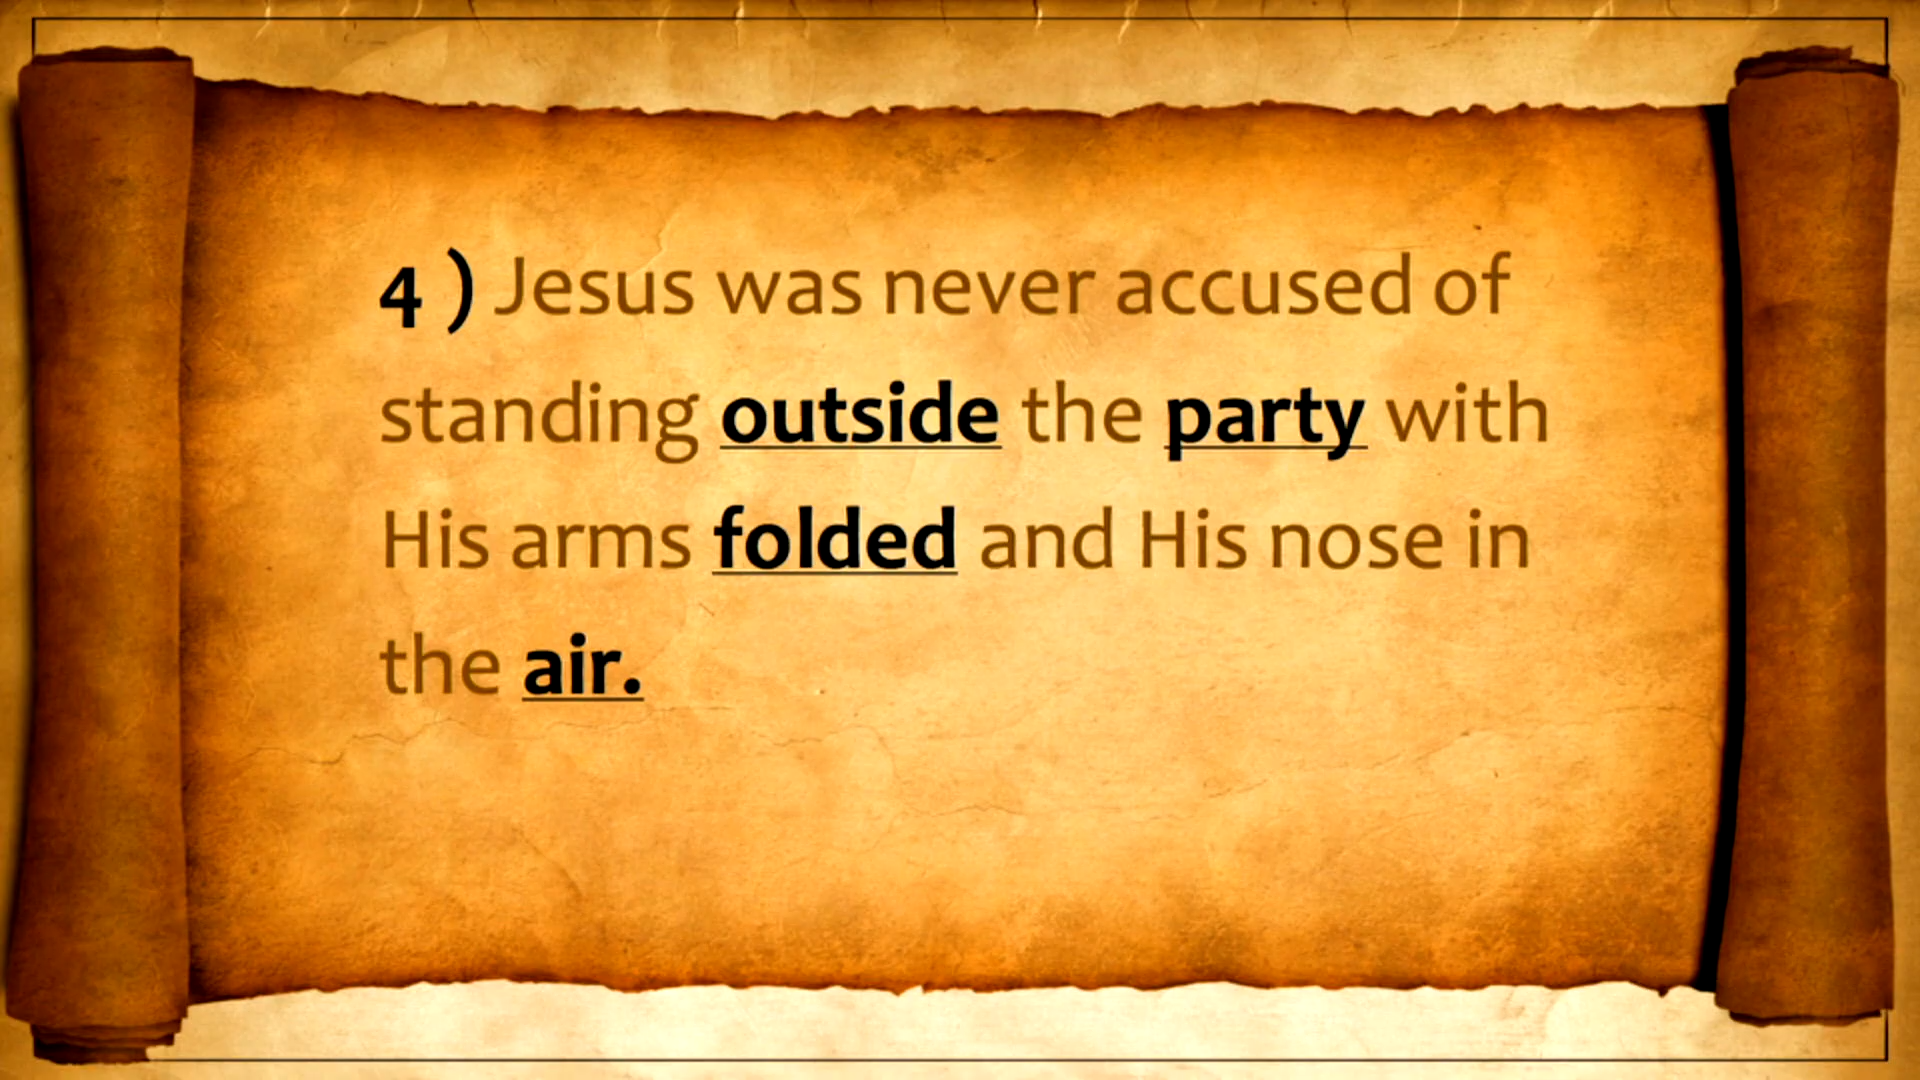 4 ) Jesus was never accused of
standing outside the party with
His arms folded and His nose in
the air.